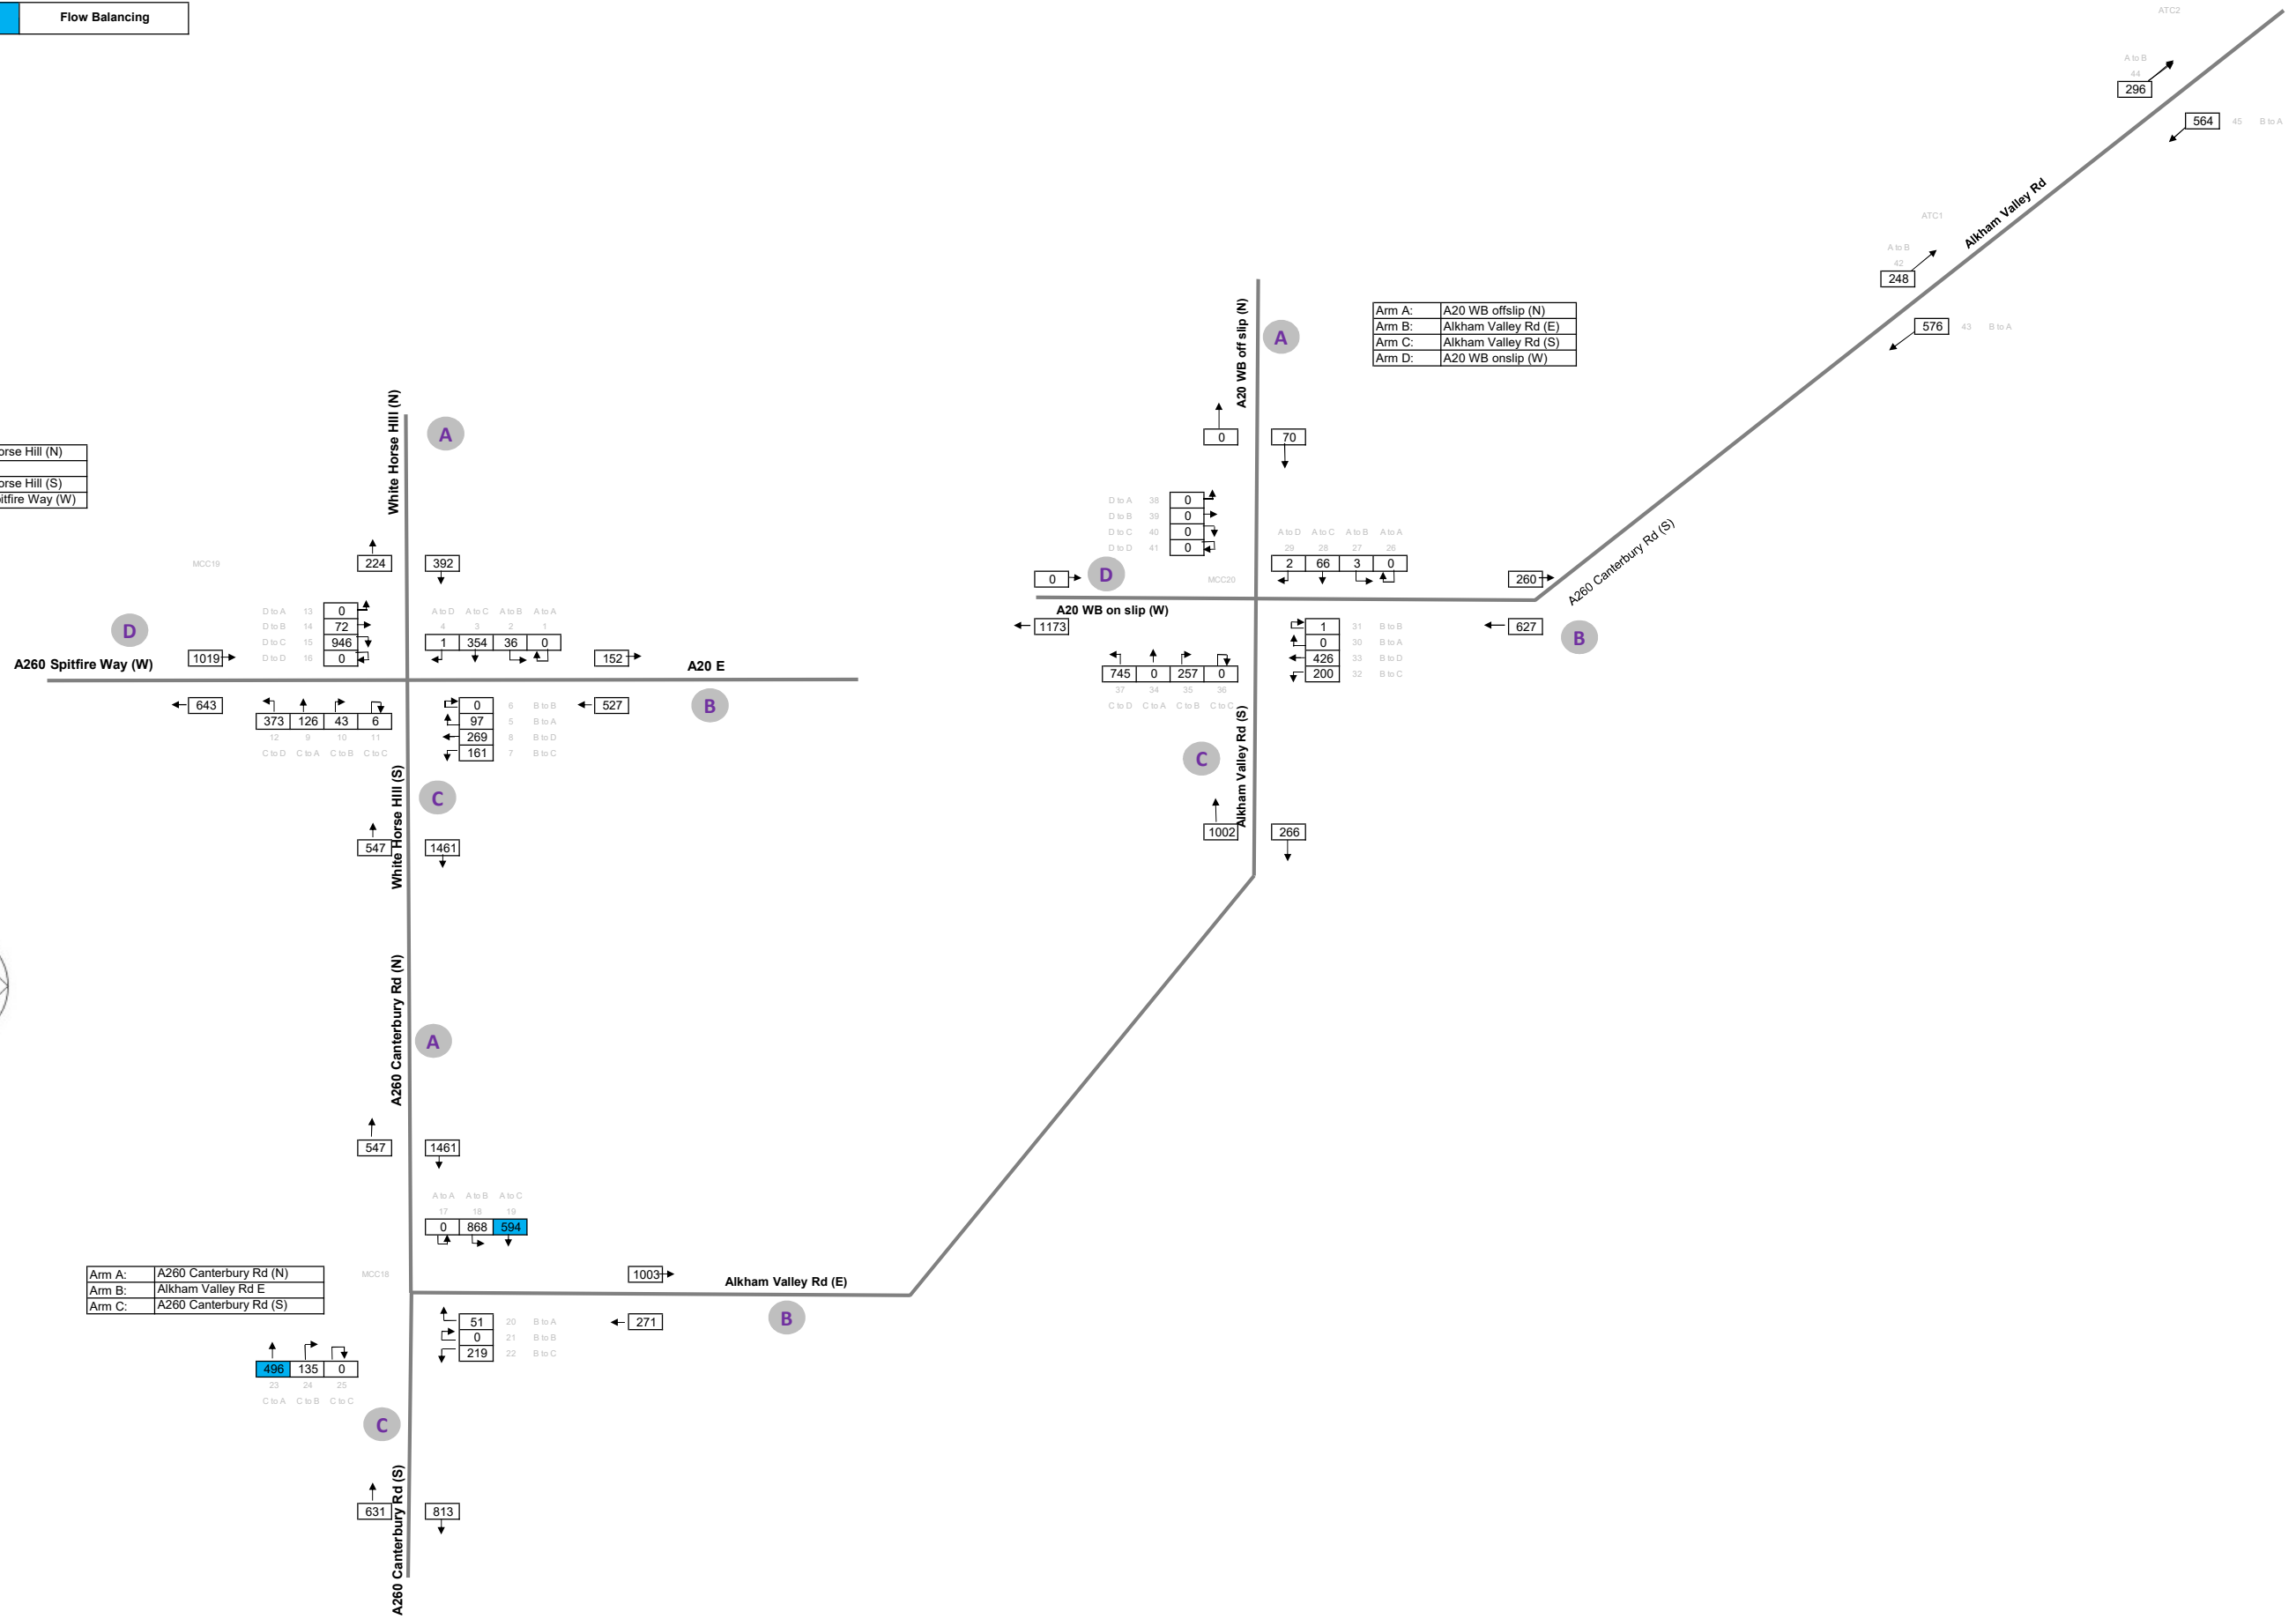 Flow Balancing
ATC2
A to B
44
296
564 45 B to A
Alkham Valley Rd
ATC1
A to B
42
248
576 43 B to A
Arm A: A20 WB offslip (N)
Arm B: Alkham Valley Rd (E)
Arm C: Alkham Valley Rd (S)
Arm D: A20 WB onslip (W)
A20 WB off slip (N)
A
0 70
D to A 38 0
D to B 39 0
D to C 40 0
D to D 41 0
A to D A to C A to B A to A
29 28 27 26
2 66 3 0
0
D
MCC20
260
A260 Canterbury Rd (S)
A20 WB on slip (W)
1173
1 31 B to B
0 30 B to A
426 33 B to D
200 32 B to C
627
B
745 0 257 0
37 34 35 36
C to D C to A C to B C to C
Alkham Valley Rd (S)
C
1002 266
White Horse Hill (N)
A
orse Hill (N)
orse Hill (S)
pitfire Way (W)
MCC19
224 392
D to A 13 0
D to B 14 72
D to C 15 946
D to D 16 0
A to D A to C A to B A to A
4 3 2 1
1 354 36 0
D
A260 Spitfire Way (W)
1019
152
A20 E
643
373 126 43 6
12 9 10 11
C to D C to A C to B C to C
0 6 B to B
97 5 B to A
269 8 B to D
161 7 B to C
527
B
White Horse Hill (S)
C
547 1461
A260 Canterbury Rd (N)
A
547 1461
A to A A to B A to C
17 18 19
0 868 594
Arm A: A260 Canterbury Rd (N)
Arm B: Alkham Valley Rd E
Arm C: A260 Canterbury Rd (S)
MCC18
1003
Alkham Valley Rd (E)
51 20 B to A
0 21 B to B
219 22 B to C
271
B
496 135 0
23 24 25
C to A C to B C to C
C
A260 Canterbury Rd (S)
631 813